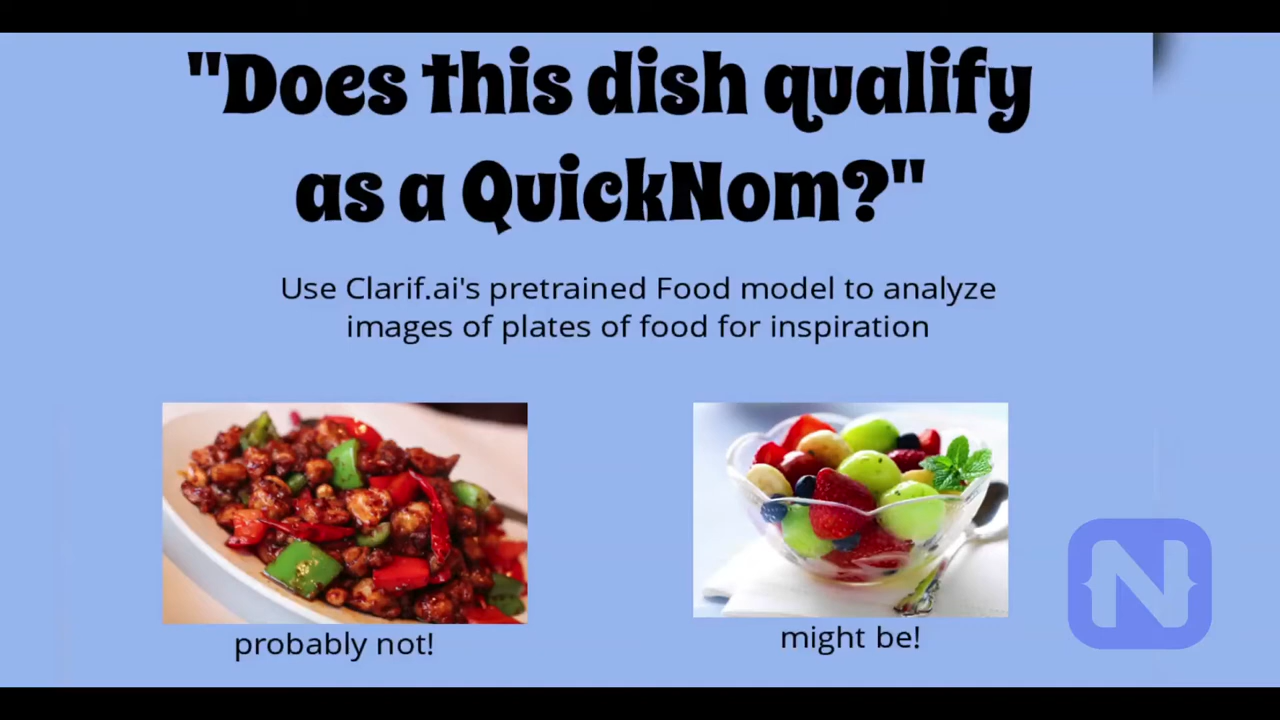 "Does this dish qualify
as a QuickNom?"
Use Clarif.ai's pretrained Food model to analyze
images of plates of food for inspiration
probably not!
might be!
N